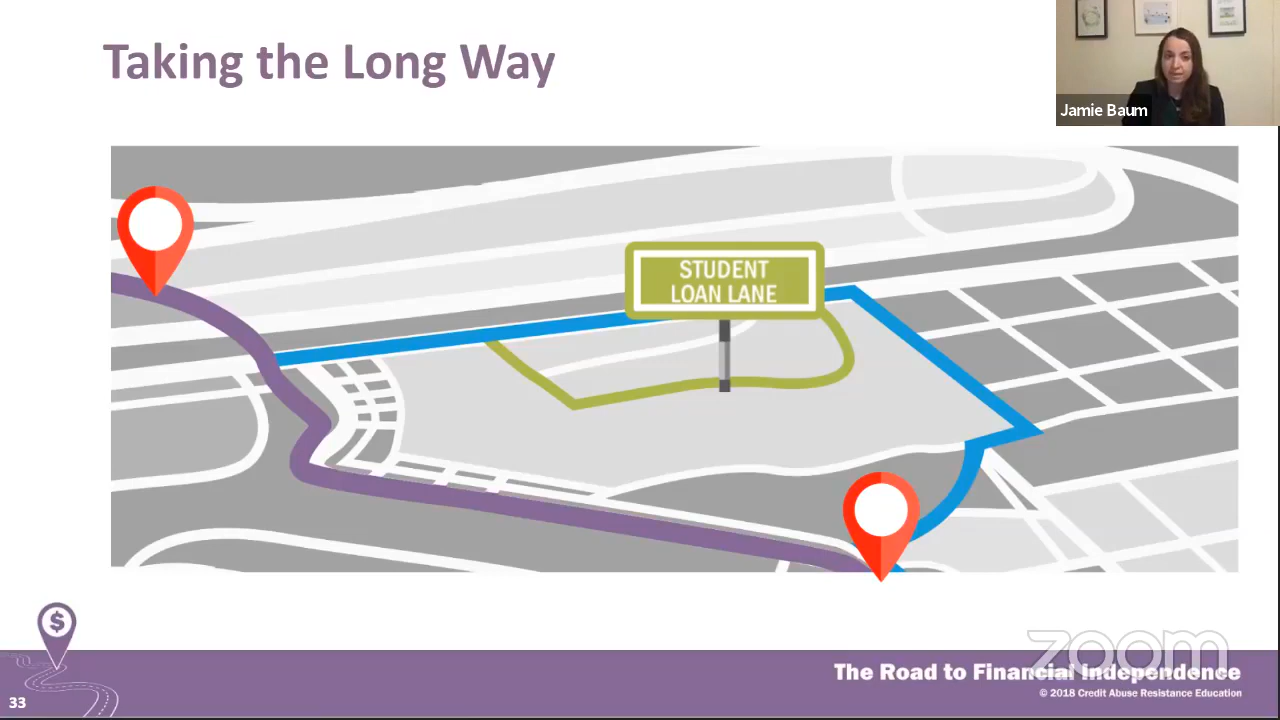 Taking the Long Way
Jamie Baum
STUDENT
LOAN LANE
$
zoom
The Road to Financial Independence
© 2018 Credit Abuse Resistance Education
33